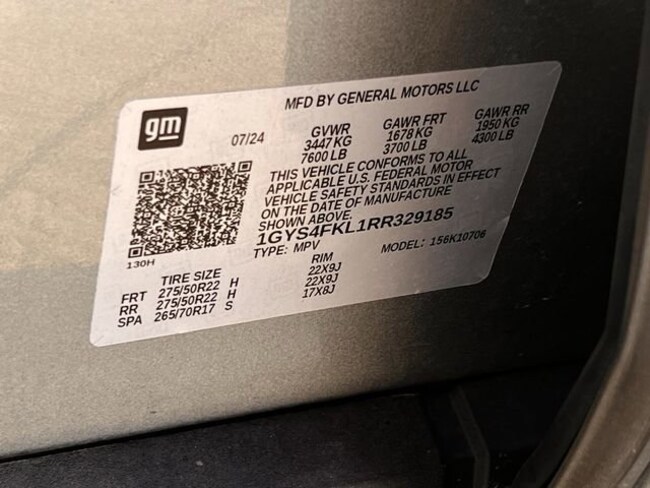 MFD BY GENERAL MOTORS LLC
gm
07/24
GVWR GAWR FRT GAWR RR
3447 KG 1678 KG 1950 KG
7600 LB 3700 LB 4300 LB
THIS VEHICLE CONFORMS TO ALL
APPLICABLE U.S. FEDERAL MOTOR
VEHICLE SAFETY STANDARDS IN EFFECT
ON THE DATE OF MANUFACTURE
SHOWN ABOVE.
1GYS4FKL1RR329185
TYPE: MPV MODEL: 156K10706
130H
TIRE SIZE RIM
FRT 275/50R22 H 22X9J
RR 275/50R22 H 22X9J
SPA 265/70R17 S 17X8J